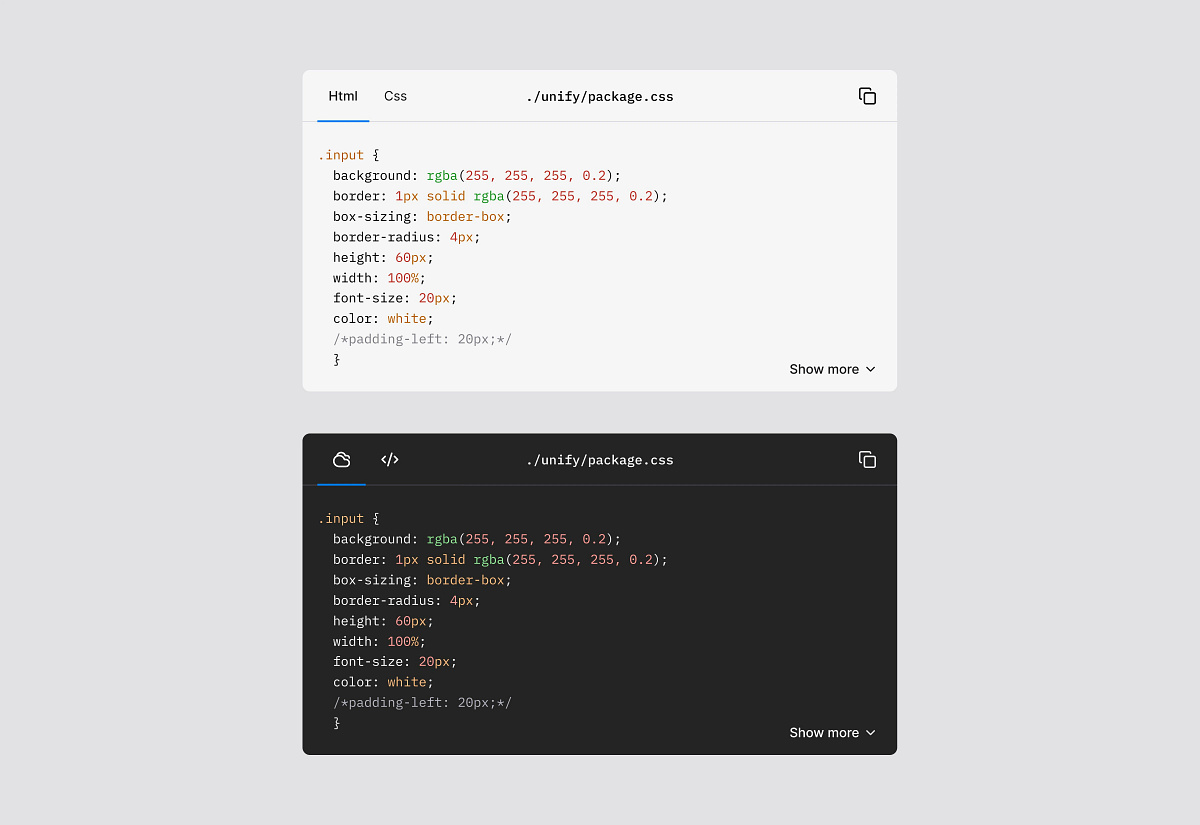 Html Css ./unify/package.css
.input {
background: rgba(255, 255, 255, 0.2);
border: 1px solid rgba(255, 255, 255, 0.2);
box-sizing: border-box;
border-radius: 4px;
height: 60px;
width: 100%;
font-size: 20px;
color: white;
/*padding-left: 20px;*/
}
Show more
./unify/package.css
.input {
background: rgba(255, 255, 255, 0.2);
border: 1px solid rgba(255, 255, 255, 0.2);
box-sizing: border-box;
border-radius: 4px;
height: 60px;
width: 100%;
font-size: 20px;
color: white;
/*padding-left: 20px;*/
}
Show more